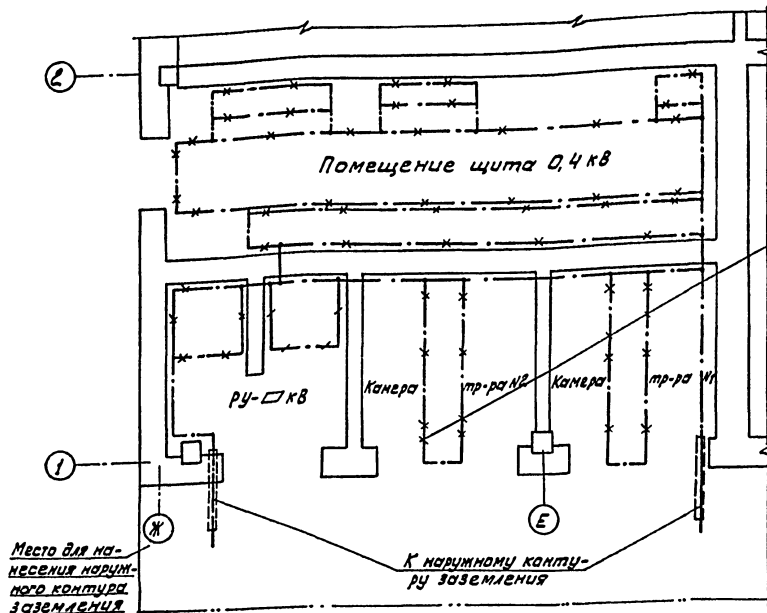 2
Помещение щита 0,4 кв
ру-▭ кв
Камера тр-ра №2
Камера тр-ра №1
1
Ж
Е
Место для на-
несения наруж-
ного контура
заземления
К наружному конту-
ру заземления